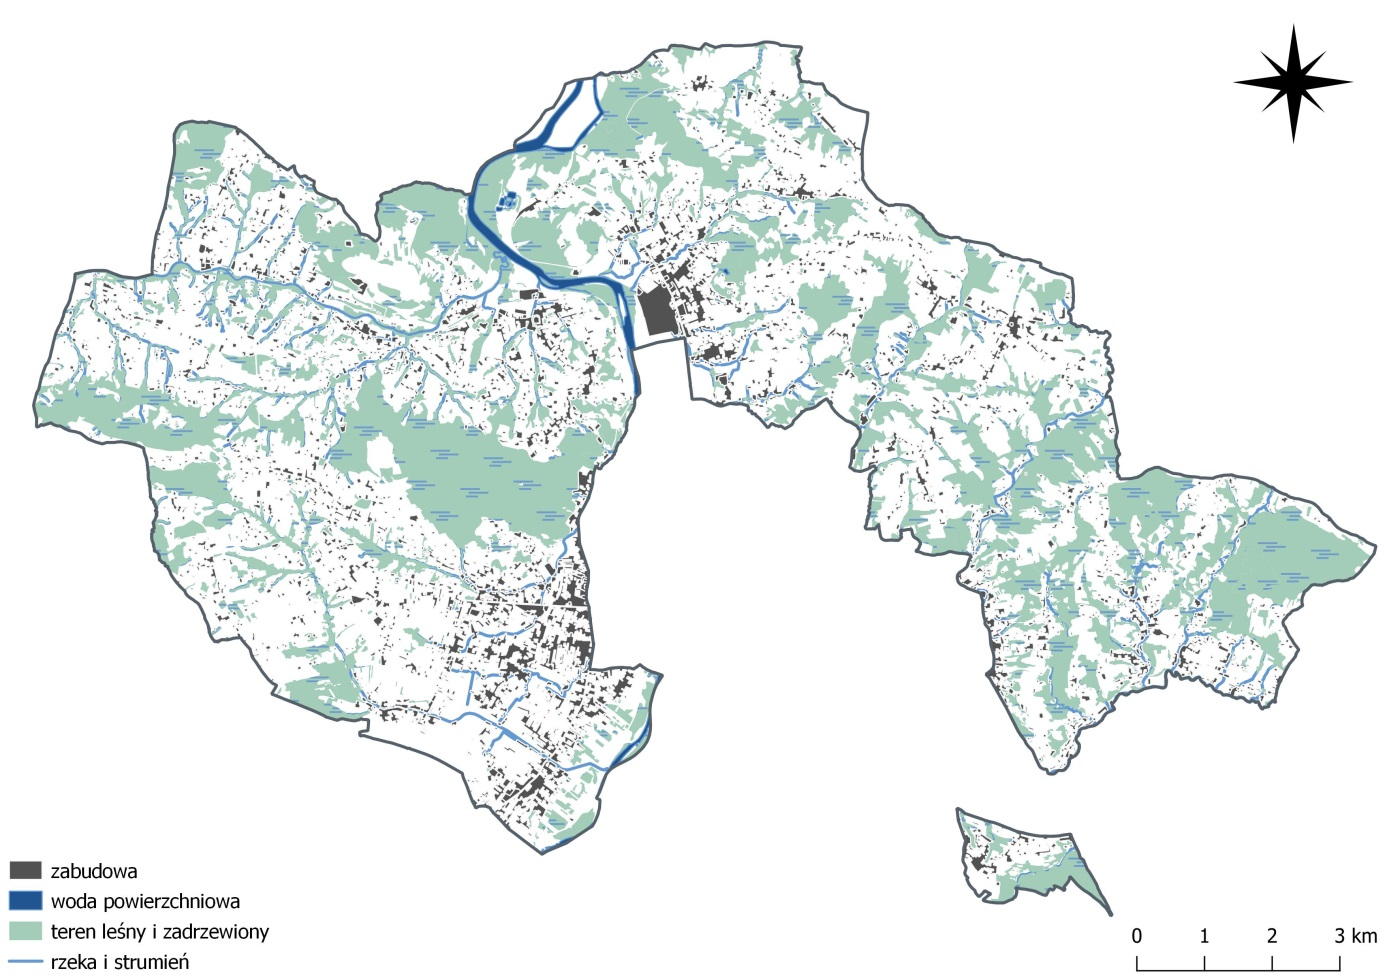 zabudowa
woda powierzchniowa
teren leśny i zadrzewiony
rzeka i strumień
0 1 2 3 km